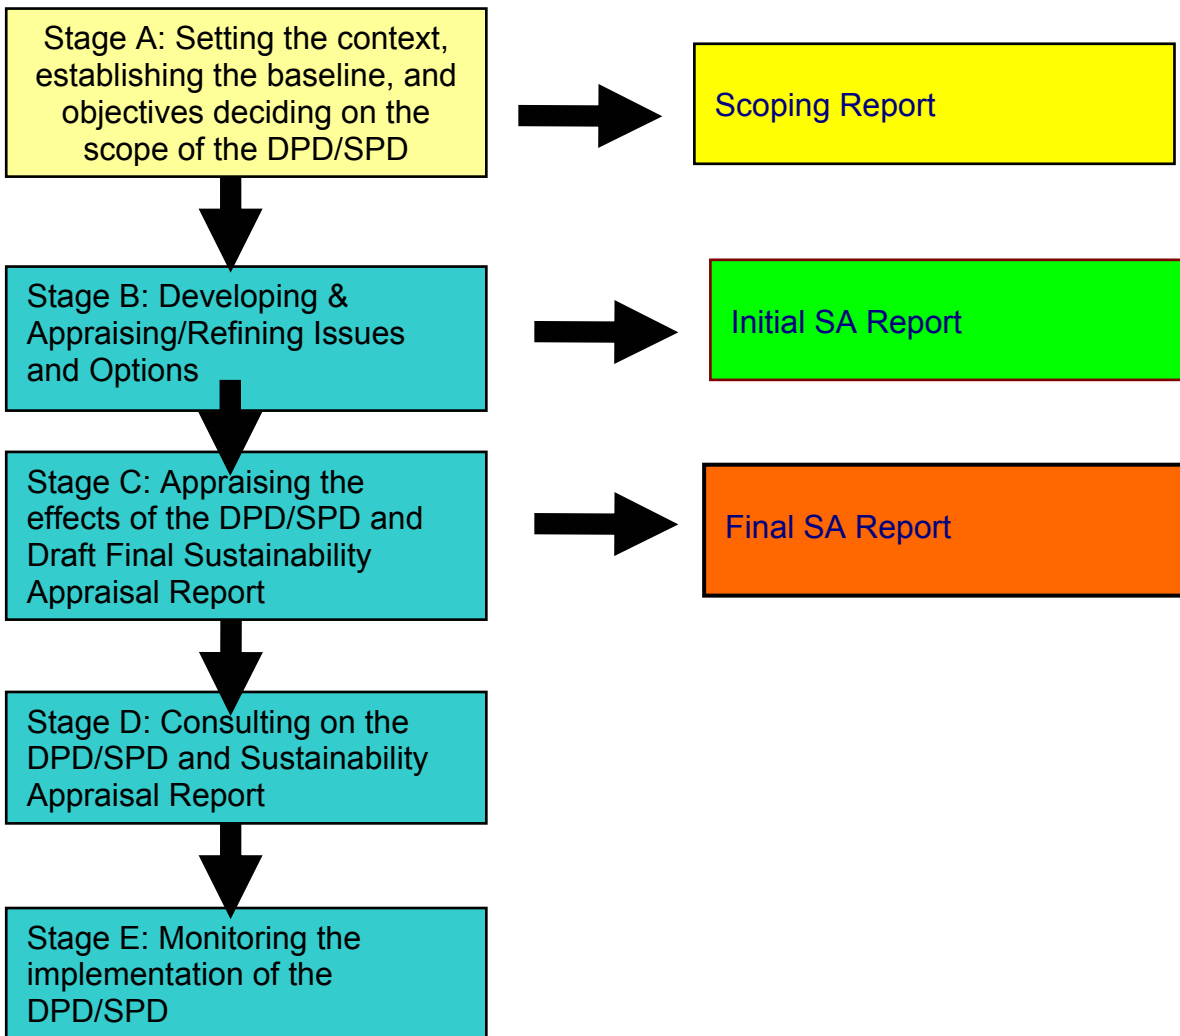 Stage A: Setting the context,
establishing the baseline, and
objectives deciding on the
scope of the DPD/SPD
Scoping Report
Stage B: Developing &
Appraising/Refining Issues
and Options
Initial SA Report
Stage C: Appraising the
effects of the DPD/SPD and
Draft Final Sustainability
Appraisal Report
Final SA Report
Stage D: Consulting on the
DPD/SPD and Sustainability
Appraisal Report
Stage E: Monitoring the
implementation of the
DPD/SPD